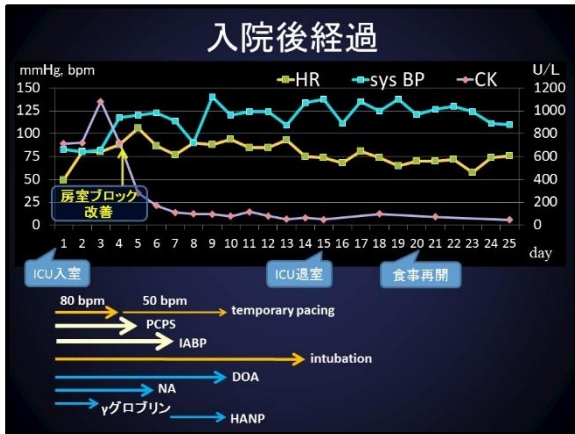 入院後経過
mmHg, bpm
U/L
HR sys BP CK
150 1200
125 1000
100 800
75 600
50 400
25 200
0 0
房室ブロック
改善
1 2 3 4 5 6 7 8 9 10 11 12 13 14 15 16 17 18 19 20 21 22 23 24 25
day
ICU入室 ICU退室 食事再開
80 bpm 50 bpm temporary pacing
PCPS
IABP
intubation
DOA
NA
γグロブリン
HANP